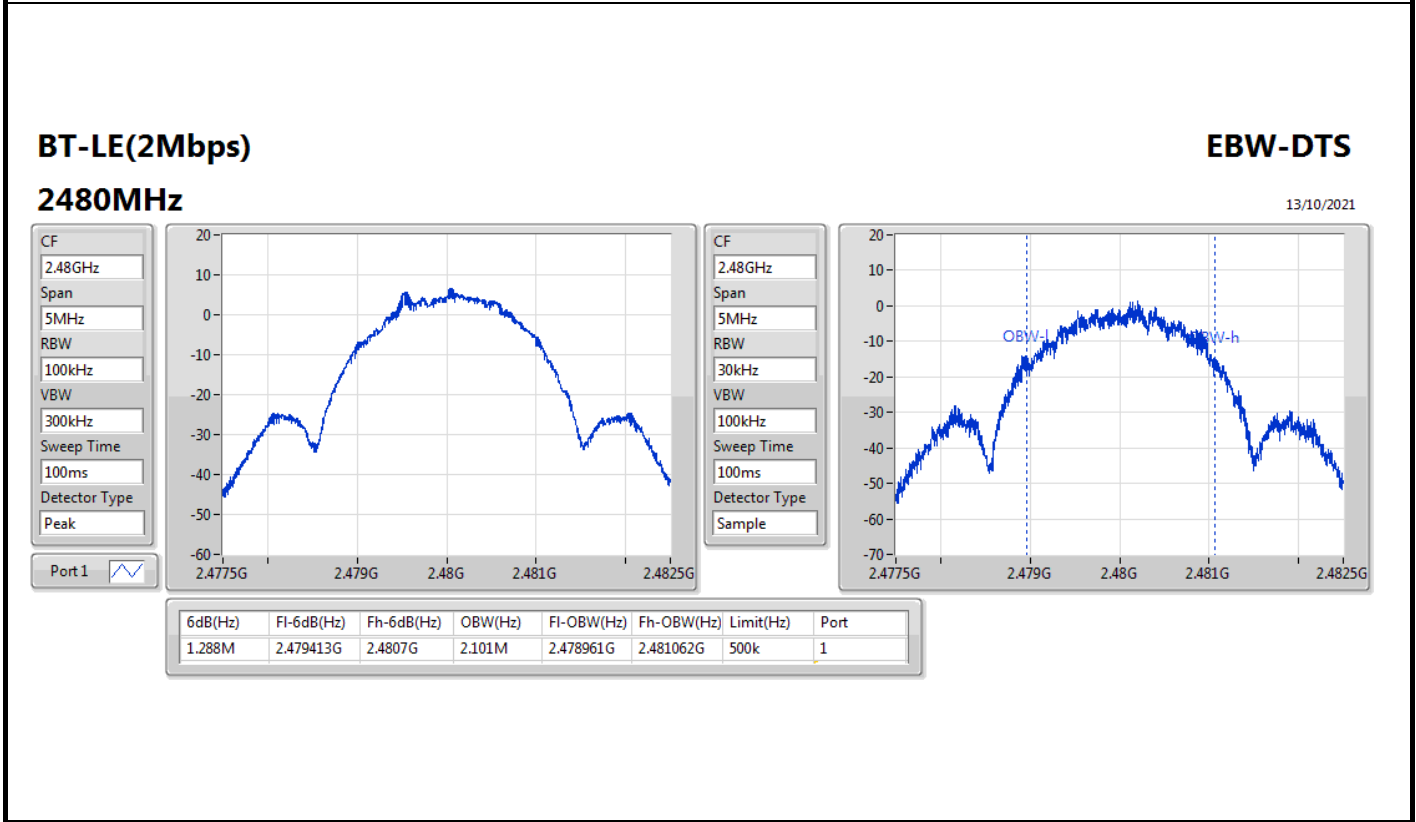 BT-LE(2Mbps)
EBW-DTS
2480MHz
13/10/2021
CF
2.48GHz
Span
5MHz
RBW
100kHz
VBW
300kHz
Sweep Time
100ms
Detector Type
Peak
Port 1
20
10
0
-10
-20
-30
-40
-50
-60
2.4775G 2.479G 2.48G 2.481G 2.4825G
CF
2.48GHz
Span
5MHz
RBW
30kHz
VBW
100kHz
Sweep Time
100ms
Detector Type
Sample
20
10
0
-10
-20
-30
-40
-50
-60
-70
OBW-l OBW-h
2.4775G 2.479G 2.48G 2.481G 2.4825G
6dB(Hz) Fl-6dB(Hz) Fh-6dB(Hz) OBW(Hz) Fl-OBW(Hz) Fh-OBW(Hz) Limit(Hz) Port
1.288M 2.479413G 2.4807G 2.101M 2.478961G 2.481062G 500k 1